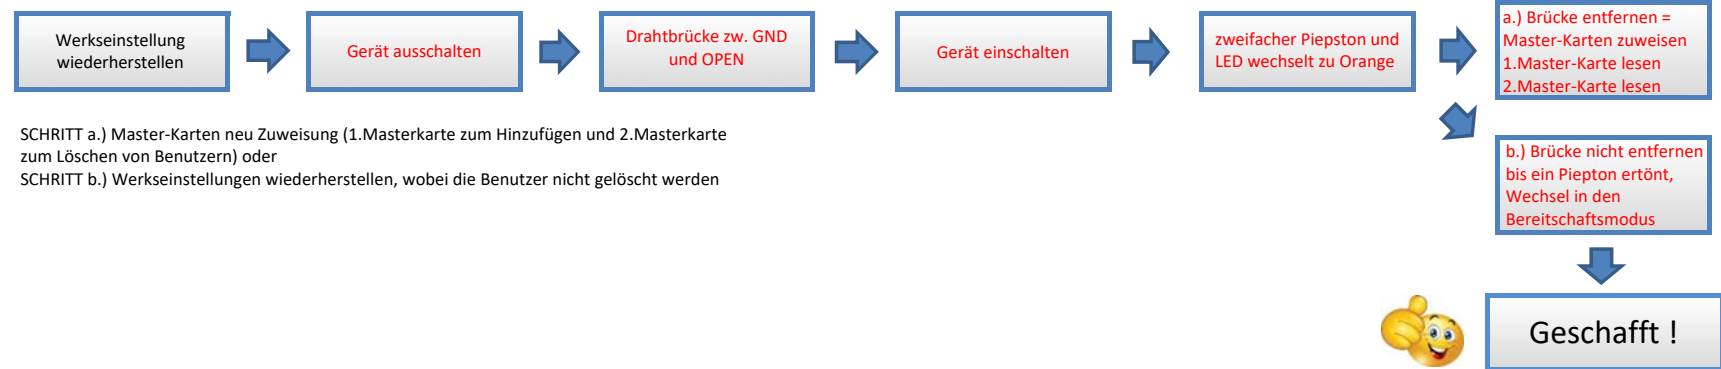 Werkseinstellung
wiederherstellen
Gerät ausschalten
Drahtbrücke zw. GND
und OPEN
Gerät einschalten
zweifacher Piepston und
LED wechselt zu Orange
a.) Brücke entfernen =
Master-Karten zuweisen
1.Master-Karte lesen
2.Master-Karte lesen
SCHRITT a.) Master-Karten neu Zuweisung (1.Masterkarte zum Hinzufügen und 2.Masterkarte
zum Löschen von Benutzern) oder
SCHRITT b.) Werkseinstellungen wiederherstellen, wobei die Benutzer nicht gelöscht werden
b.) Brücke nicht entfernen
bis ein Piepton ertönt,
Wechsel in den
Bereitschaftsmodus
Geschafft !